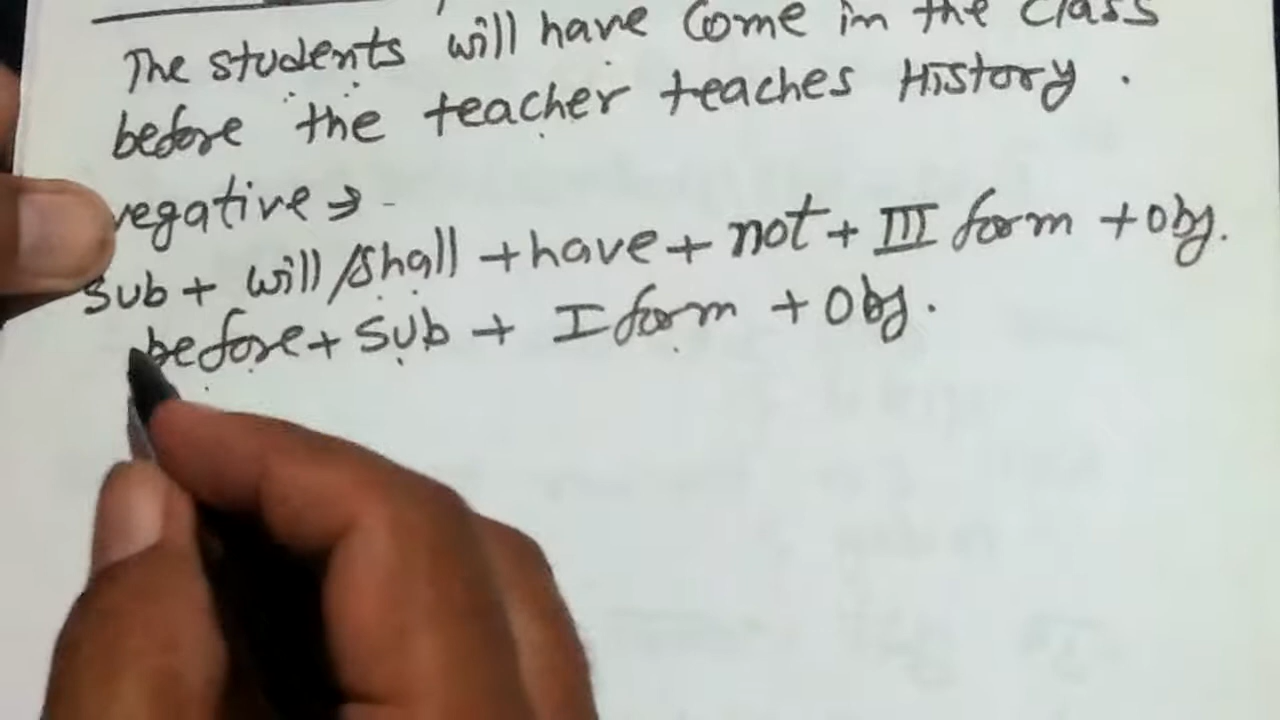 The students will have Come in the Class
before the teacher teaches History .
negative → -
Sub + will /shall + have + not + III form + obj.
before + Sub + I form + obj.